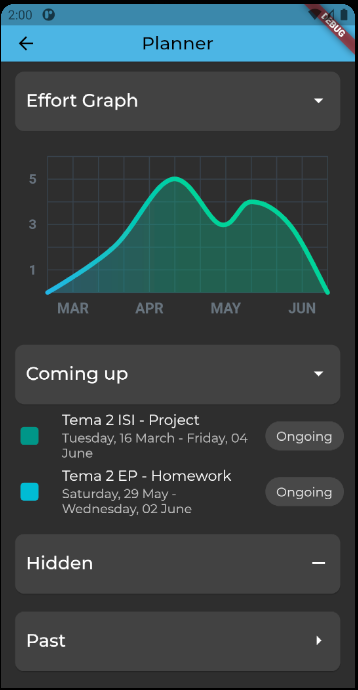 2:00
DEBUG
Planner
Effort Graph
5
3
1
MAR APR MAY JUN
Coming up
Tema 2 ISI - Project
Tuesday, 16 March - Friday, 04
June
Ongoing
Tema 2 EP - Homework
Saturday, 29 May -
Wednesday, 02 June
Ongoing
Hidden
Past